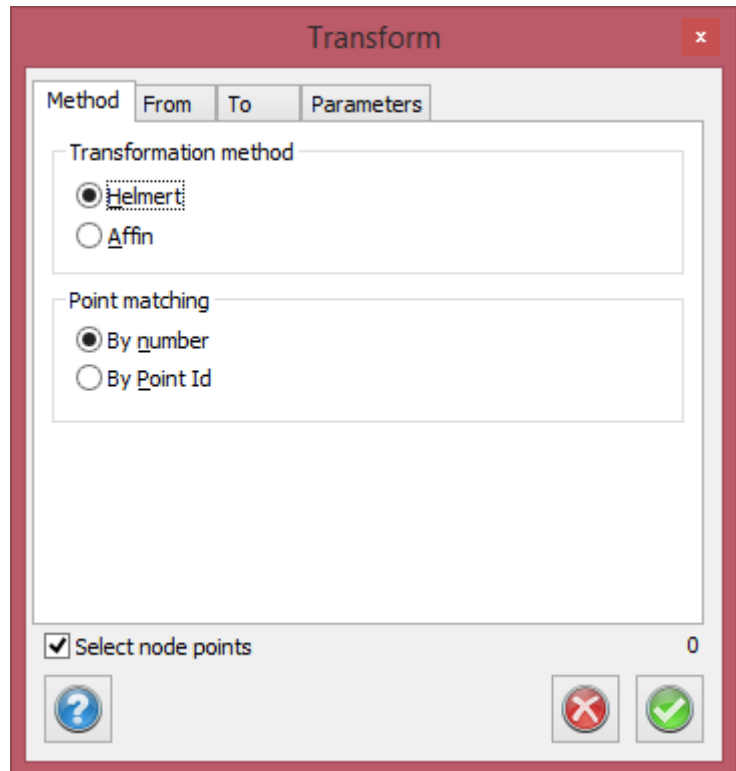 Transform
x
Method From To Parameters
Transformation method
Helmert
Affin
Point matching
By number
By Point Id
Select node points 0
?